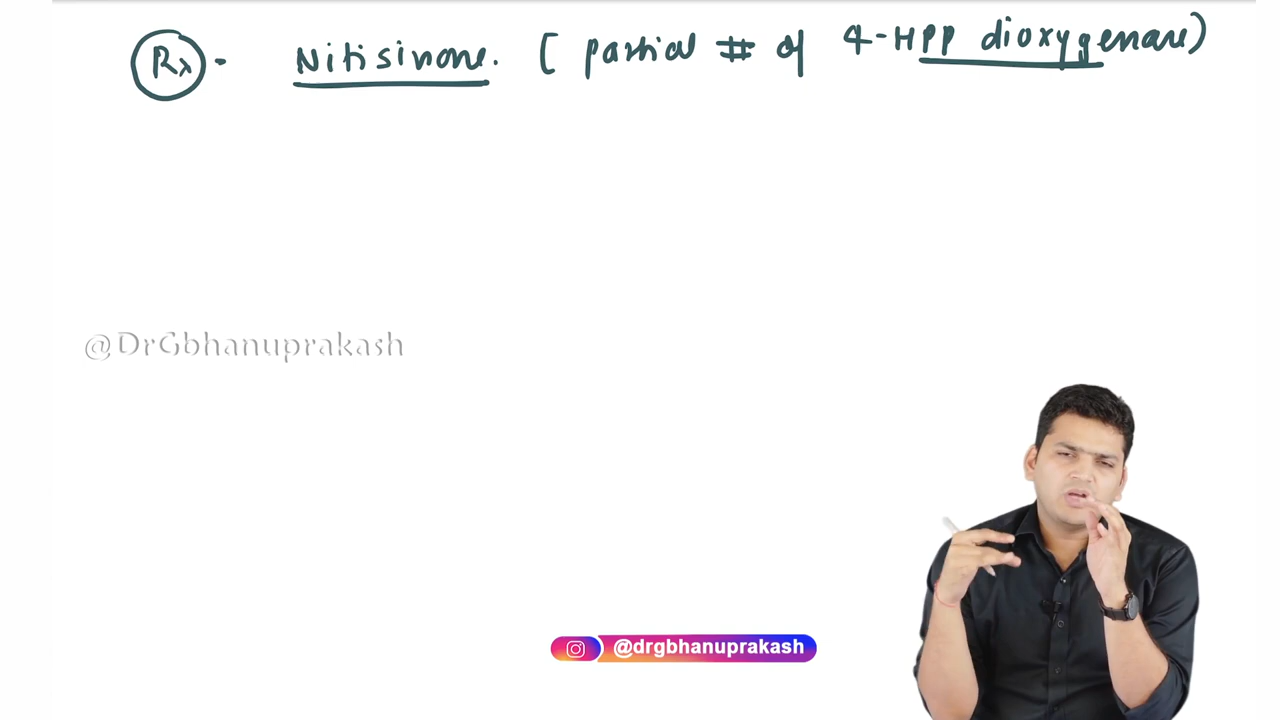 Rx - Nitisinone. [ partial # of 4-HPP dioxygenase)
@DrGbhanuprakash
@drgbhanuprakash